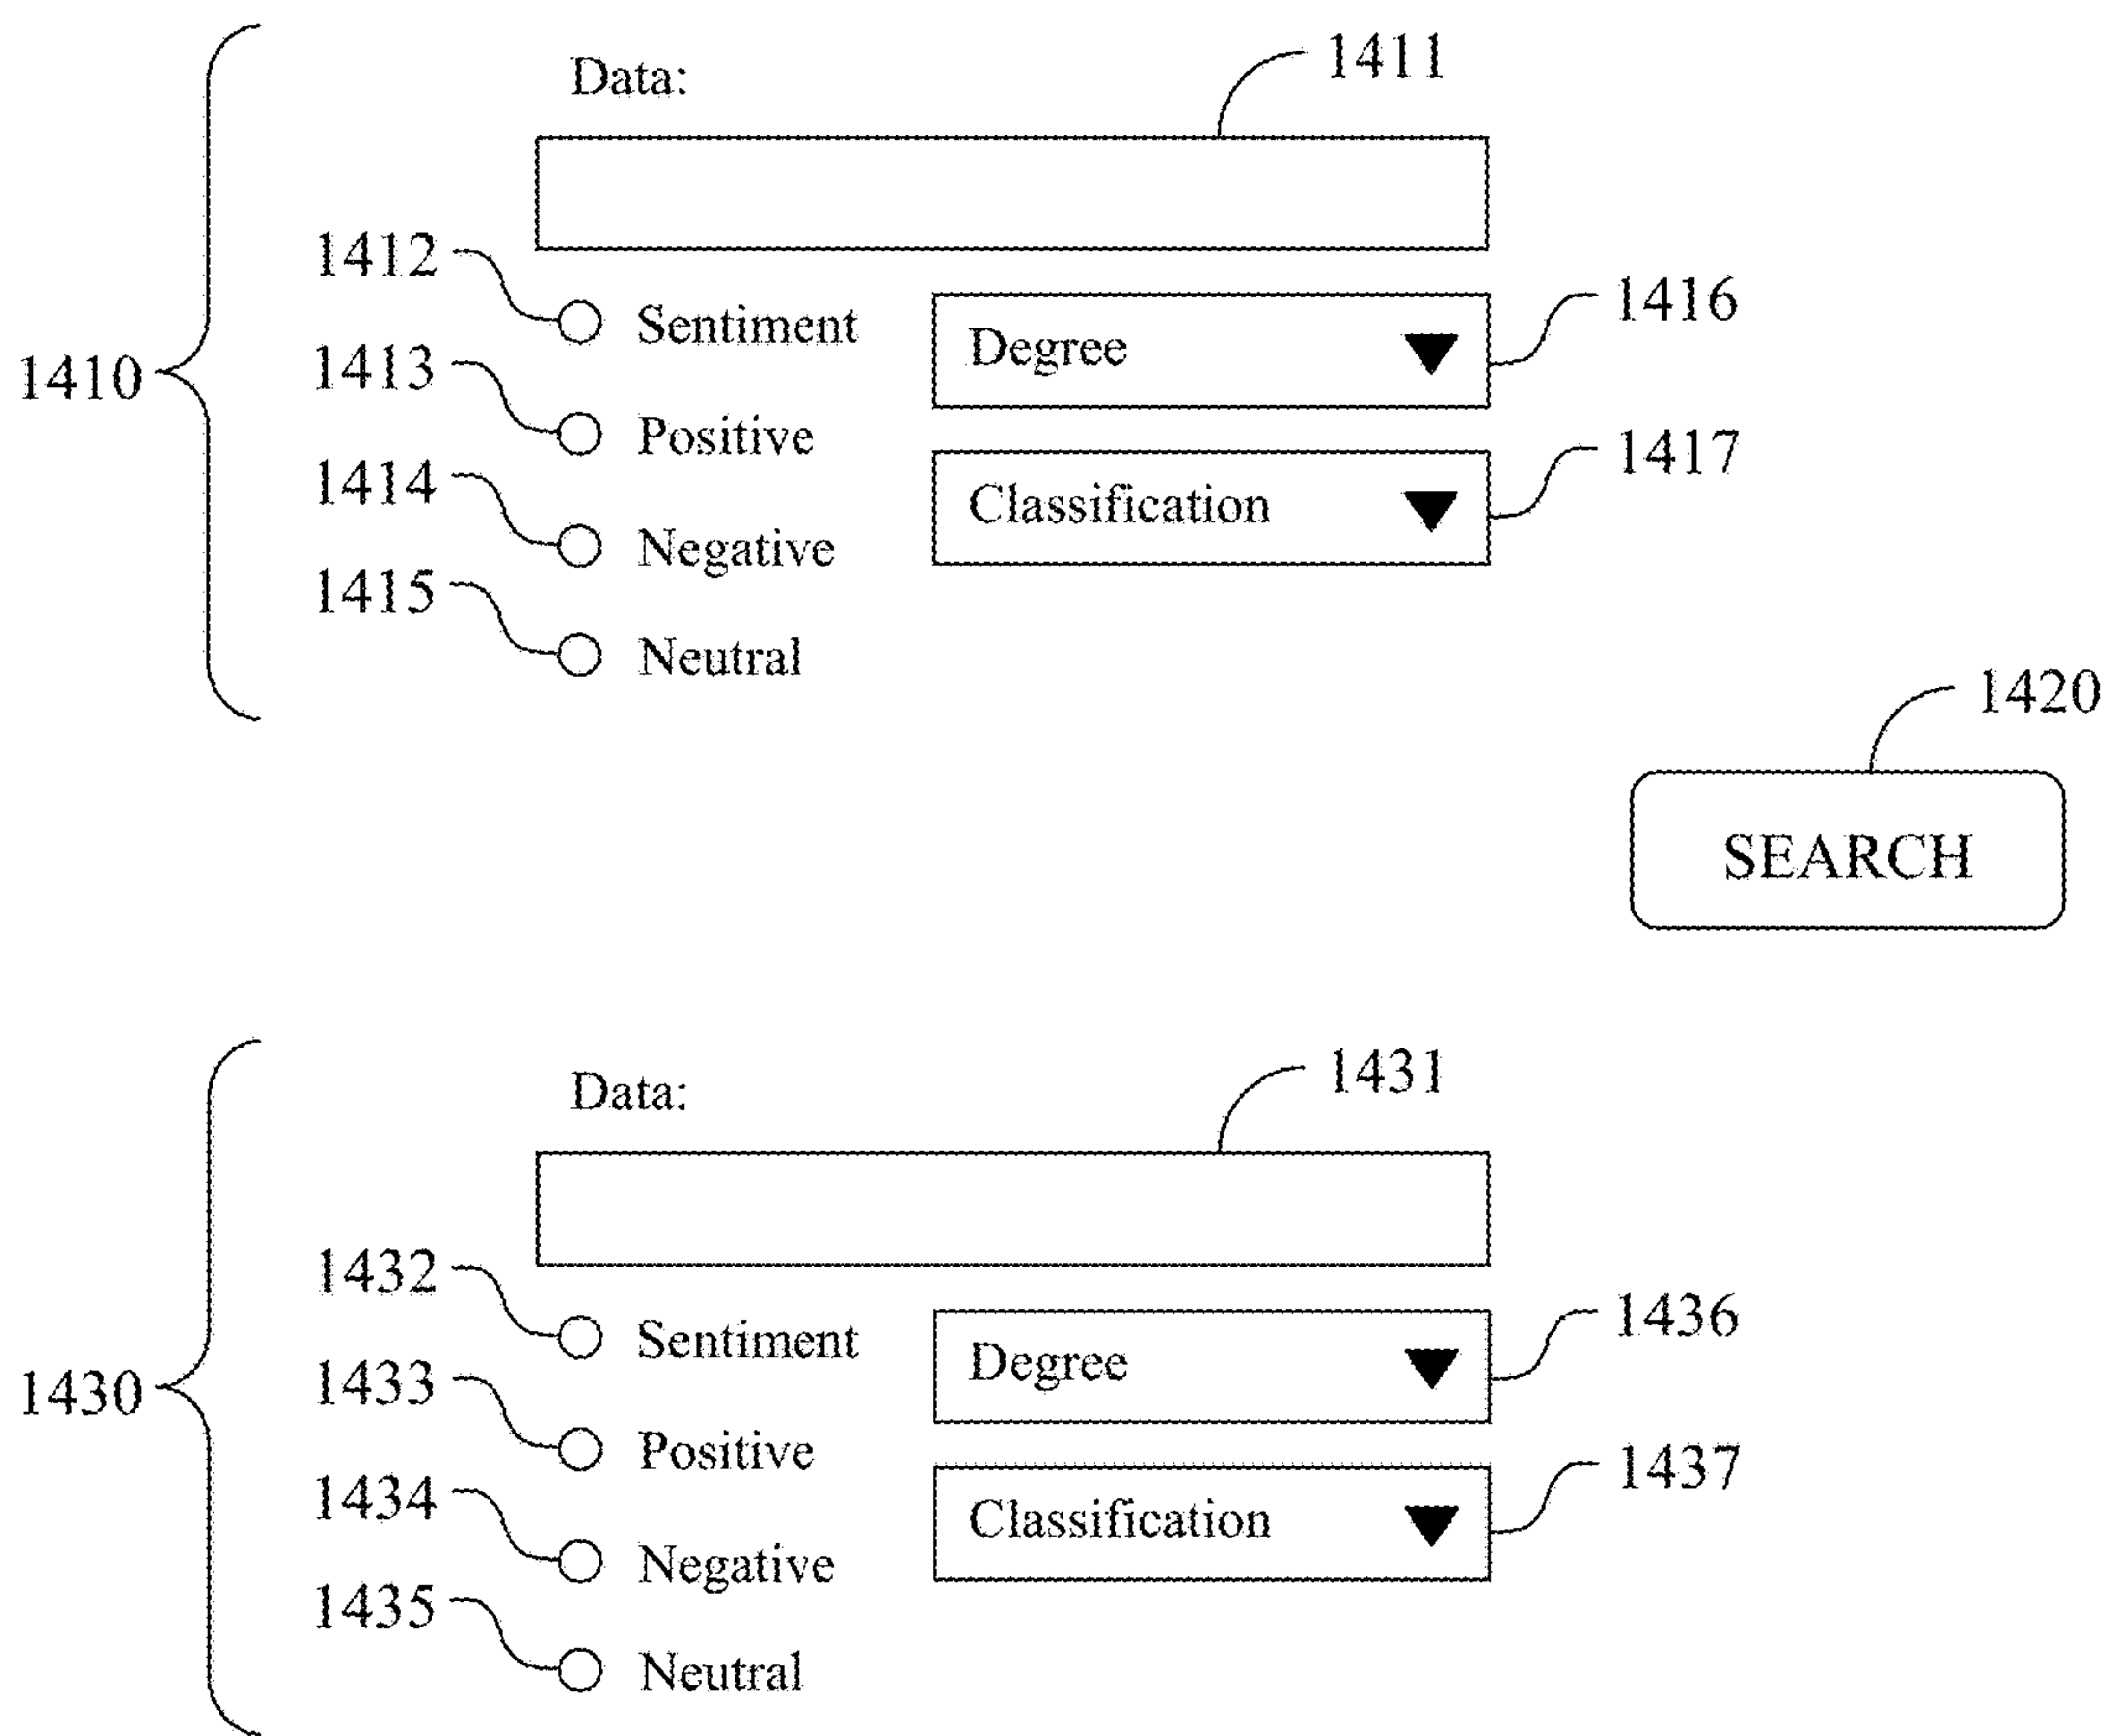 Data:
1411
1412
Sentiment
Degree
1416
1410
1413
Positive
1414
Classification
1417
Negative
1415
Neutral
1420
SEARCH
Data:
1431
1432
Sentiment
Degree
1436
1430
1433
Positive
1434
Classification
1437
Negative
1435
Neutral